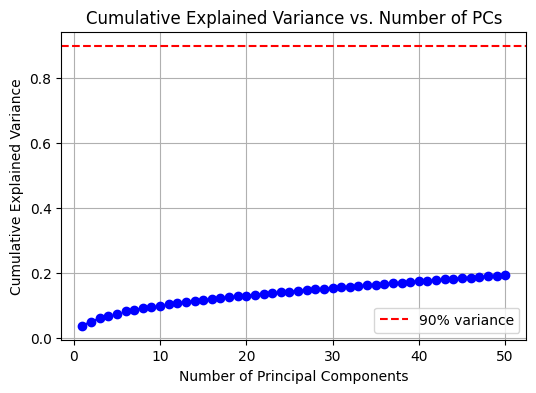 Cumulative Explained Variance vs. Number of PCs
Cumulative Explained Variance
0.8
0.6
0.4
0.2
0.0
0 10 20 30 40 50
Number of Principal Components
90% variance